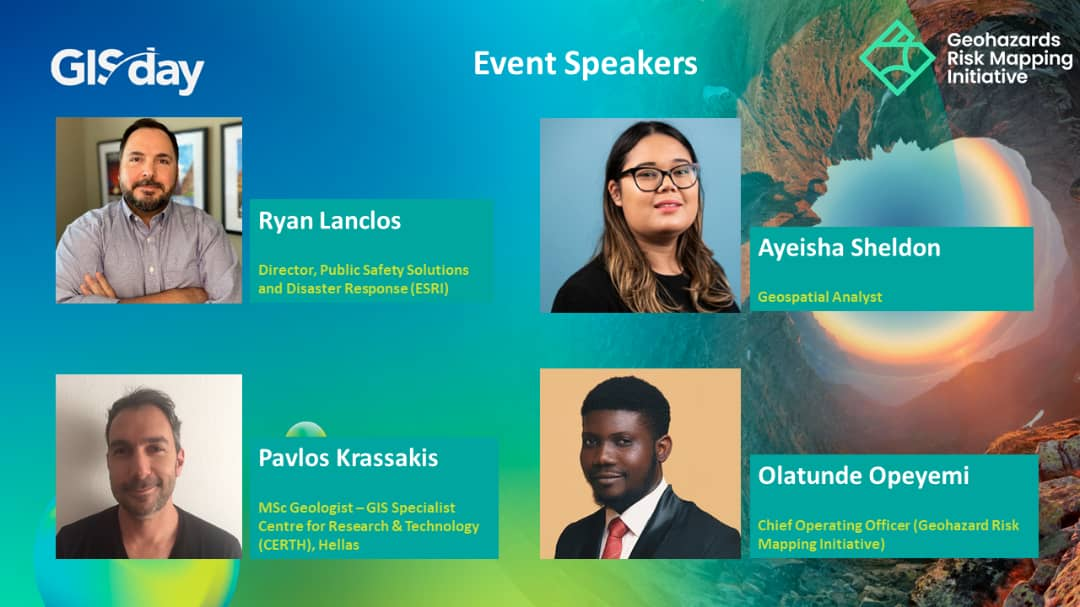 GIS day
Event Speakers
Geohazards
Risk Mapping
Initiative
Ryan Lanclos
Director, Public Safety Solutions
and Disaster Response (ESRI)
Ayeisha Sheldon
Geospatial Analyst
Pavlos Krassakis
MSc Geologist – GIS Specialist
Centre for Research & Technology
(CERTH), Hellas
Olatunde Opeyemi
Chief Operating Officer (Geohazard Risk
Mapping Initiative)